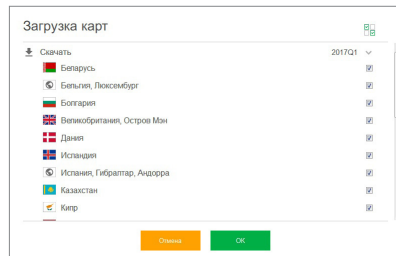 Загрузка карт
Скачать 2017Q1
Беларусь
Бельгия, Люксембург
Болгария
Великобритания, Остров Мэн
Дания
Исландия
Испания, Гибралтар, Андорра
Казахстан
Кипр
Отмена OK